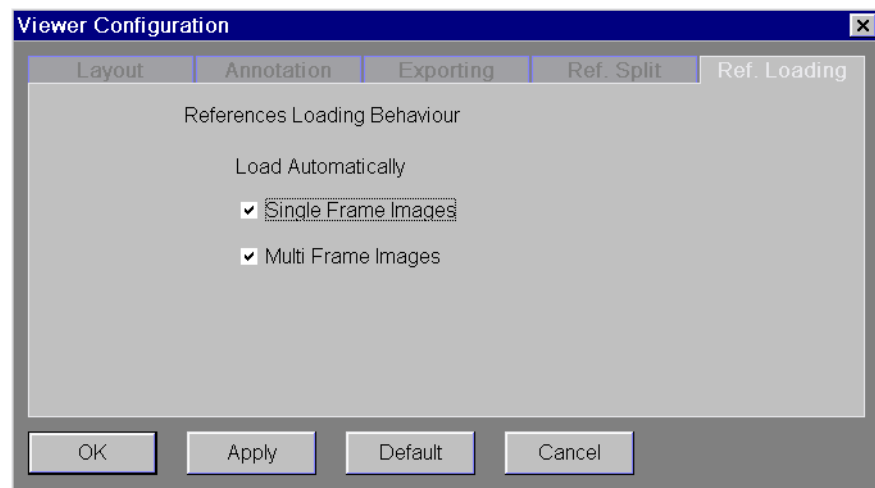 Viewer Configuration
Layout Annotation Exporting Ref. Split Ref. Loading
References Loading Behaviour
Load Automatically
Single Frame Images
Multi Frame Images
OK Apply Default Cancel